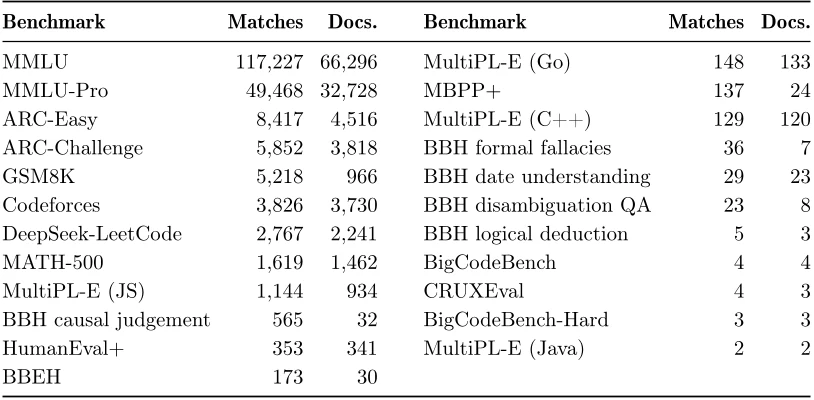 Benchmark Matches Docs. Benchmark Matches Docs.
MMLU 117,227 66,296 MultiPL-E (Go) 148 133
MMLU-Pro 49,468 32,728 MBPP+ 137 24
ARC-Easy 8,417 4,516 MultiPL-E (C++) 129 120
ARC-Challenge 5,852 3,818 BBH formal fallacies 36 7
GSM8K 5,218 966 BBH date understanding 29 23
Codeforces 3,826 3,730 BBH disambiguation QA 23 8
DeepSeek-LeetCode 2,767 2,241 BBH logical deduction 5 3
MATH-500 1,619 1,462 BigCodeBench 4 4
MultiPL-E (JS) 1,144 934 CRUXEval 4 3
BBH causal judgement 565 32 BigCodeBench-Hard 3 3
HumanEval+ 353 341 MultiPL-E (Java) 2 2
BBEH 173 30